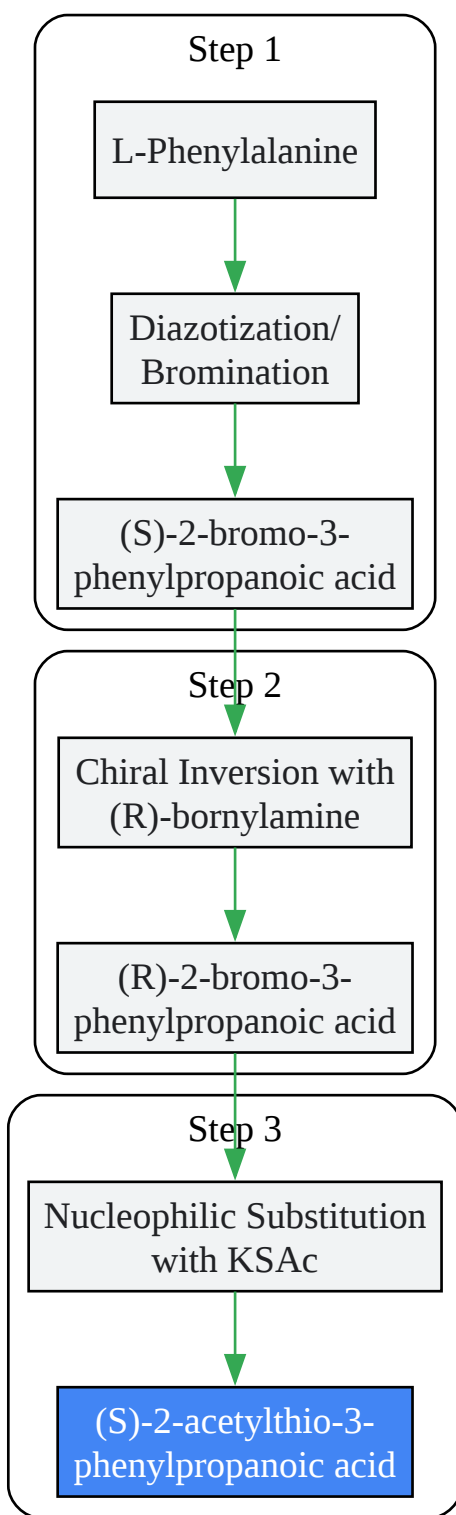 Step 1
L-Phenylalanine
Diazotization/
Bromination
(S)-2-bromo-3-
phenylpropanoic acid
Step 2
Chiral Inversion with
(R)-bornylamine
(R)-2-bromo-3-
phenylpropanoic acid
Step 3
Nucleophilic Substitution
with KSAc
(S)-2-acetylthio-3-
phenylpropanoic acid